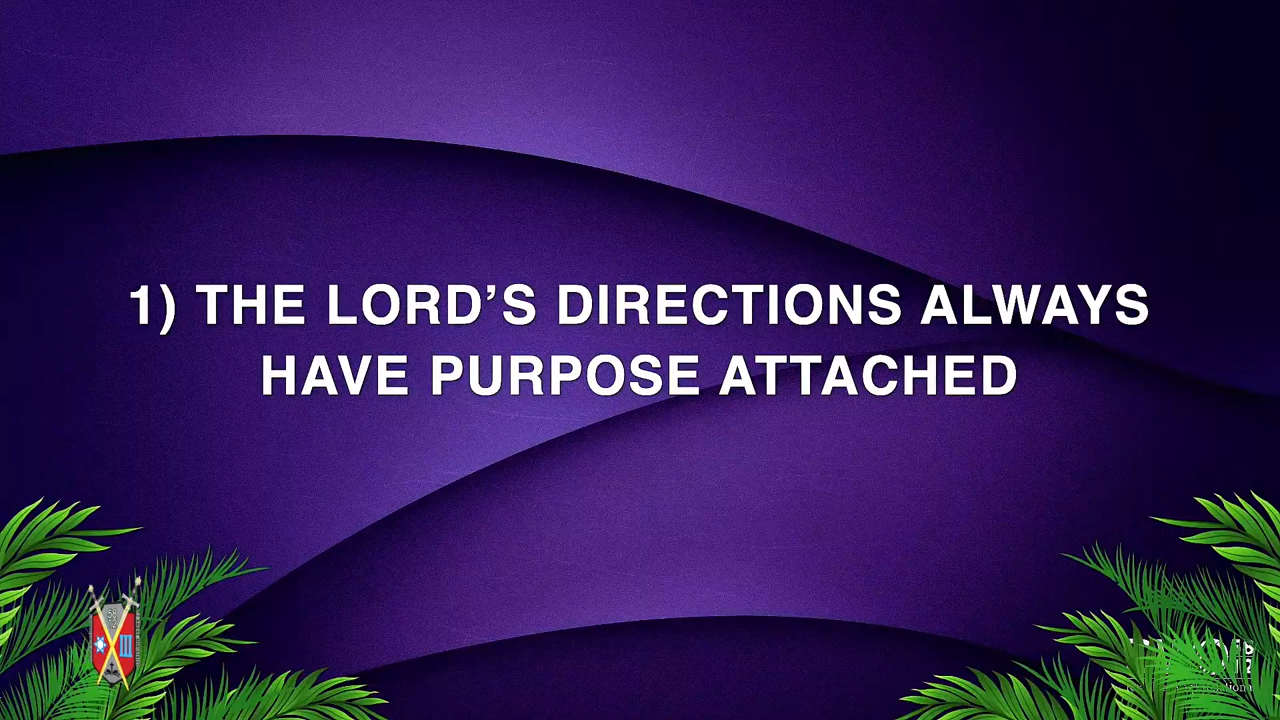 1) THE LORD’S DIRECTIONS ALWAYS
HAVE PURPOSE ATTACHED